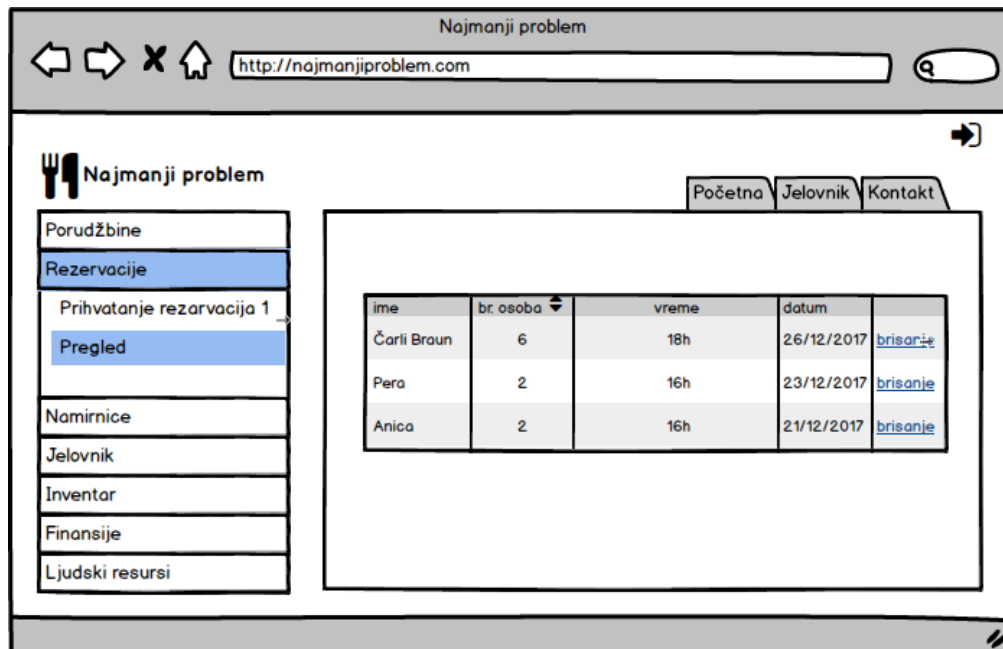 Najmanji problem
http://najmanjiproblem.com
Najmanji problem
Početna Jelovnik Kontakt
Porudžbine
Rezervacije
Prihvatanje rezarvacija 1
Pregled
Namirnice
Jelovnik
Inventar
Finansije
Ljudski resursi
ime br. osoba vreme datum
Čarli Braun 6 18h 26/12/2017 brisanje
Pera 2 16h 23/12/2017 brisanje
Anica 2 16h 21/12/2017 brisanje